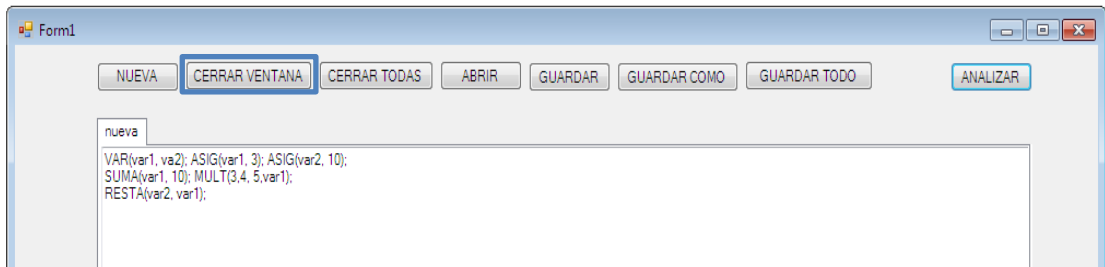 Form1
NUEVA CERRAR VENTANA CERRAR TODAS ABRIR GUARDAR GUARDAR COMO GUARDAR TODO ANALIZAR
nueva
VAR(var1, va2); ASIG(var1, 3); ASIG(var2, 10);
SUMA(var1, 10); MULT(3,4, 5,var1);
RESTA(var2, var1);